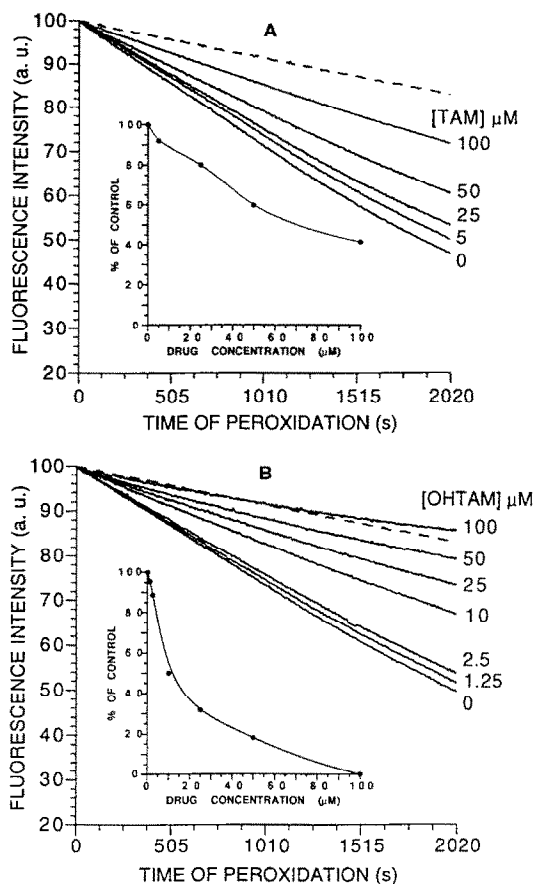 A
FLUORESCENCE INTENSITY (a. u.)
100
90
80
70
60
50
40
30
20
[TAM] μM
100
50
25
5
0
% OF CONTROL
100
80
60
40
20
0
0 20 40 60 80 100
DRUG CONCENTRATION (μM)
0 505 1010 1515 2020
TIME OF PEROXIDATION (s)
B
FLUORESCENCE INTENSITY (a. u.)
100
90
80
70
60
50
40
30
20
[OHTAM] μM
100
50
25
10
2.5
1.25
0
% OF CONTROL
100
80
60
40
20
0
0 20 40 60 80 100
DRUG CONCENTRATION (μM)
0 505 1010 1515 2020
TIME OF PEROXIDATION (s)